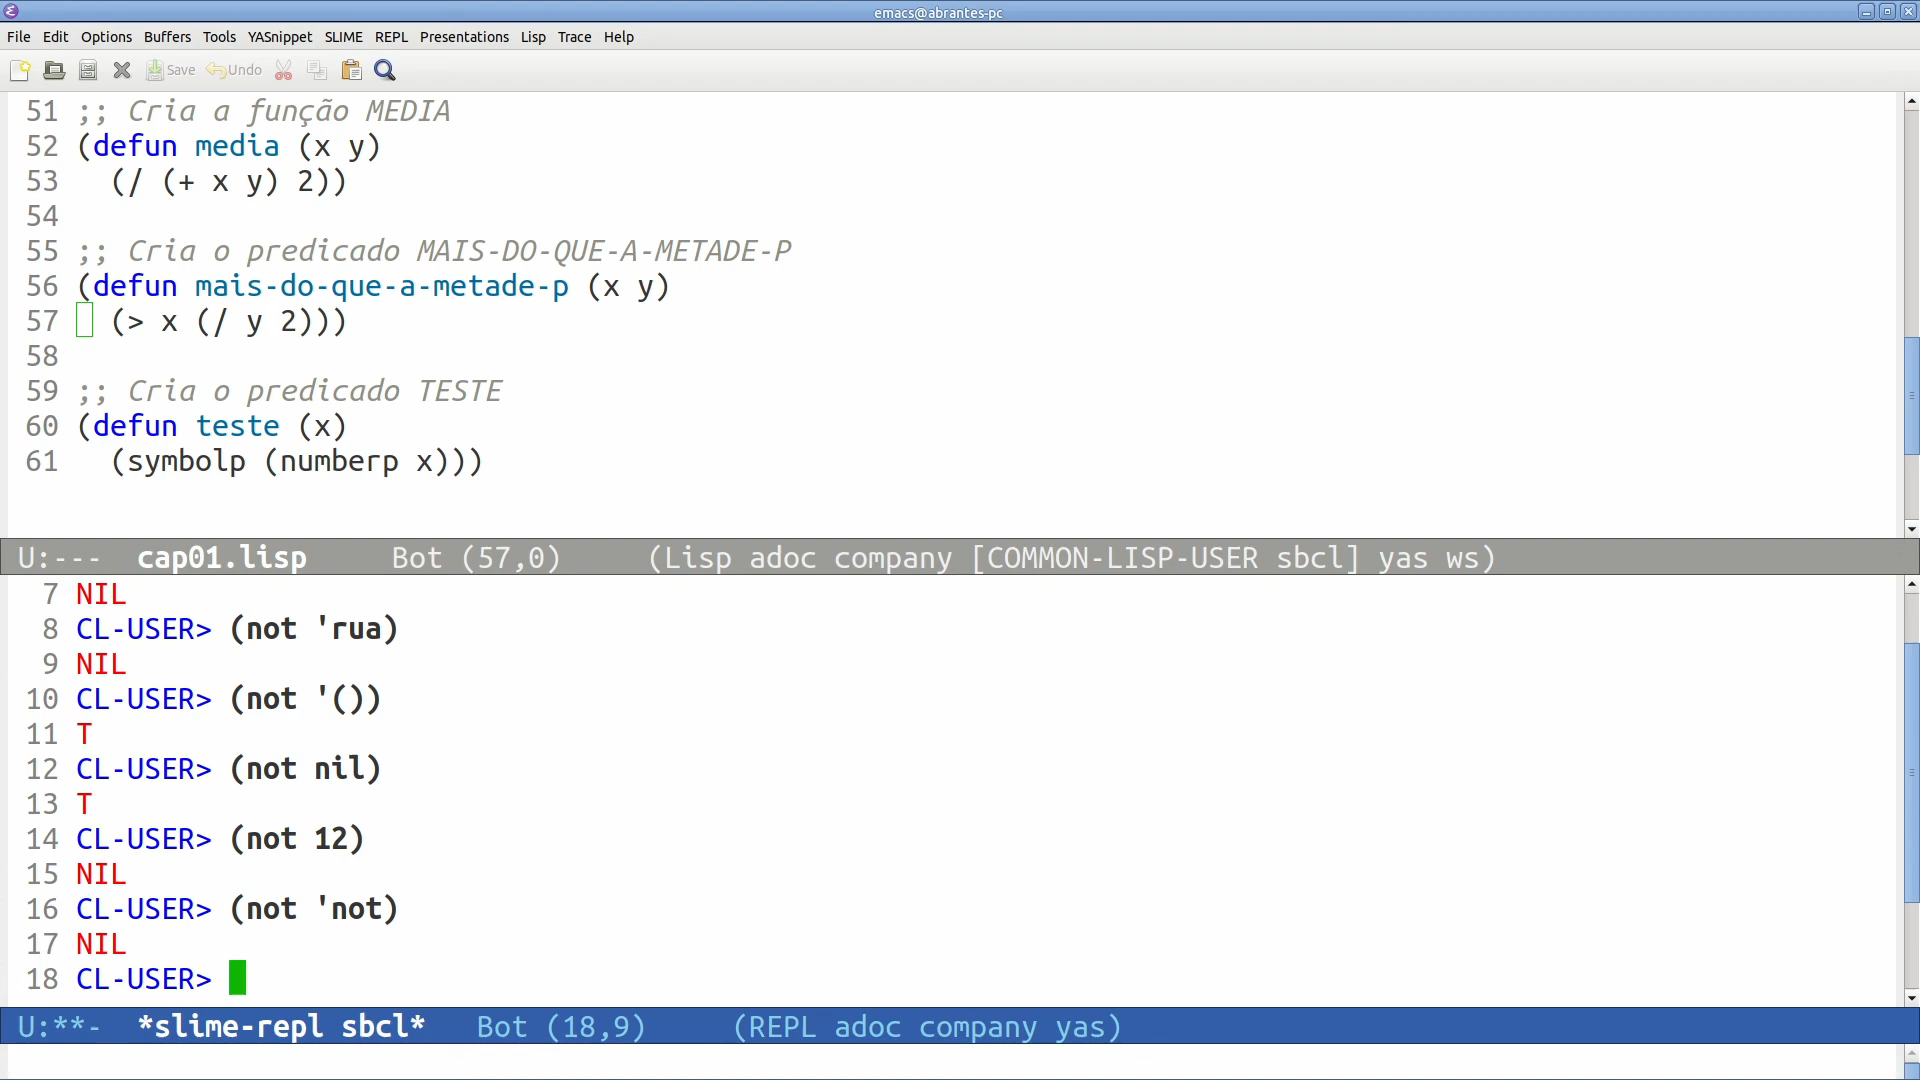 emacs@abrantes-pc
File Edit Options Buffers Tools YASnippet SLIME REPL Presentations Lisp Trace Help
Save Undo
51 ;; Cria a função MEDIA
52 (defun media (x y)
53   (/ (+ x y) 2))
54
55 ;; Cria o predicado MAIS-DO-QUE-A-METADE-P
56 (defun mais-do-que-a-metade-p (x y)
57   (> x (/ y 2)))
58
59 ;; Cria o predicado TESTE
60 (defun teste (x)
61   (symbolp (numberp x)))
U:---  cap01.lisp     Bot (57,0)     (Lisp adoc company [COMMON-LISP-USER sbcl] yas ws)
7 NIL
8 CL-USER> (not 'rua)
9 NIL
10 CL-USER> (not '())
11 T
12 CL-USER> (not nil)
13 T
14 CL-USER> (not 12)
15 NIL
16 CL-USER> (not 'not)
17 NIL
18 CL-USER>
U:**-  *slime-repl sbcl*   Bot (18,9)     (REPL adoc company yas)